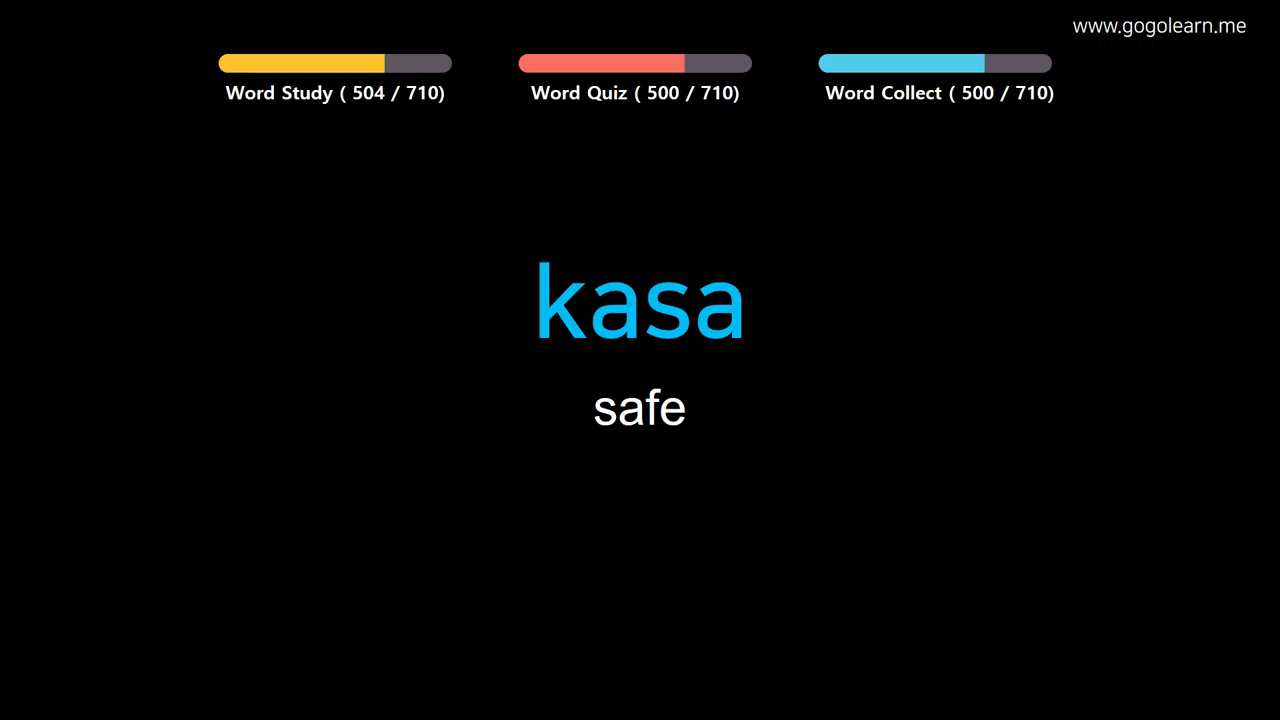 www.gogolearn.me
Word Study ( 504 / 710)
Word Quiz ( 500 / 710)
Word Collect ( 500 / 710)
kasa
safe